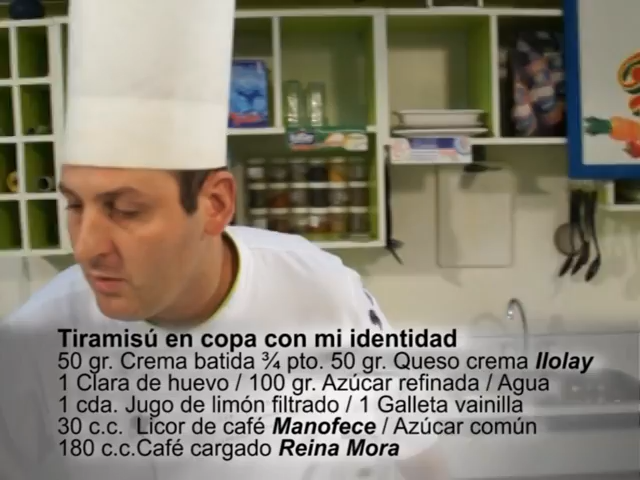 Tiramisú en copa con mi identidad
50 gr. Crema batida ¾ pto. 50 gr. Queso crema Ilolay
1 Clara de huevo / 100 gr. Azúcar refinada / Agua
1 cda. Jugo de limón filtrado / 1 Galleta vainilla
30 c.c. Licor de café Manofece / Azúcar común
180 c.c.Café cargado Reina Mora